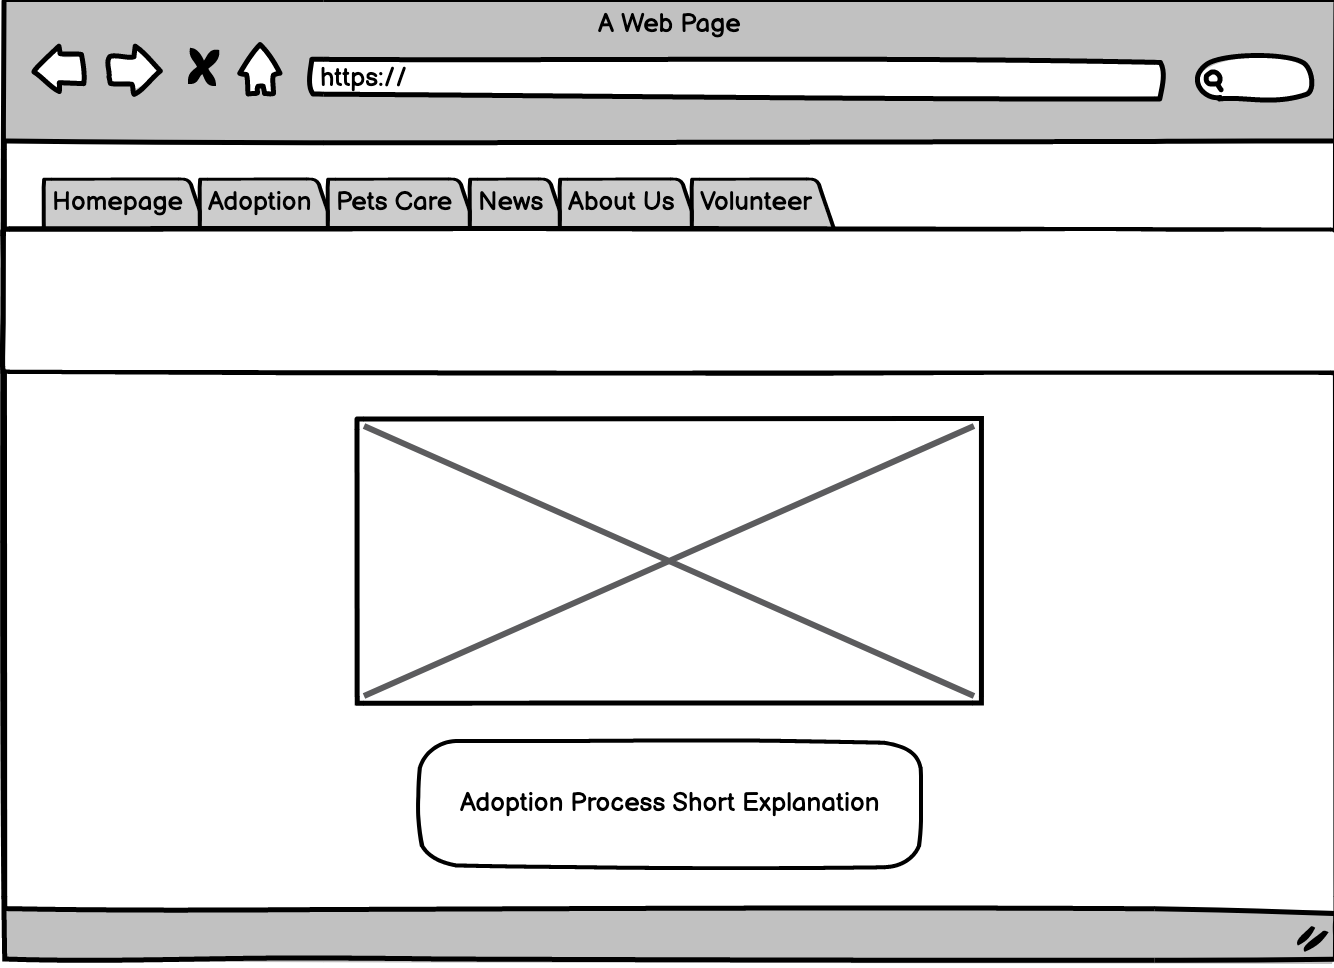 A Web Page
https://
Homepage Adoption Pets Care News About Us Volunteer
Adoption Process Short Explanation